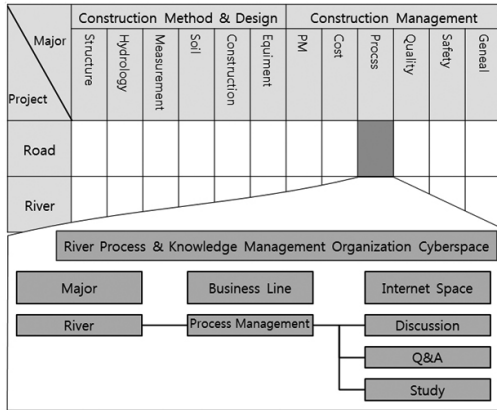 Construction Method & Design Construction Management
Major
Project
Structure
Hydrology
Measurement
Soil
Construction
Equiment
PM
Cost
Procss
Quality
Safety
Geneal
Road
River
River Process & Knowledge Management Organization Cyberspace
Major Business Line Internet Space
River Process Management Discussion
Q&A
Study